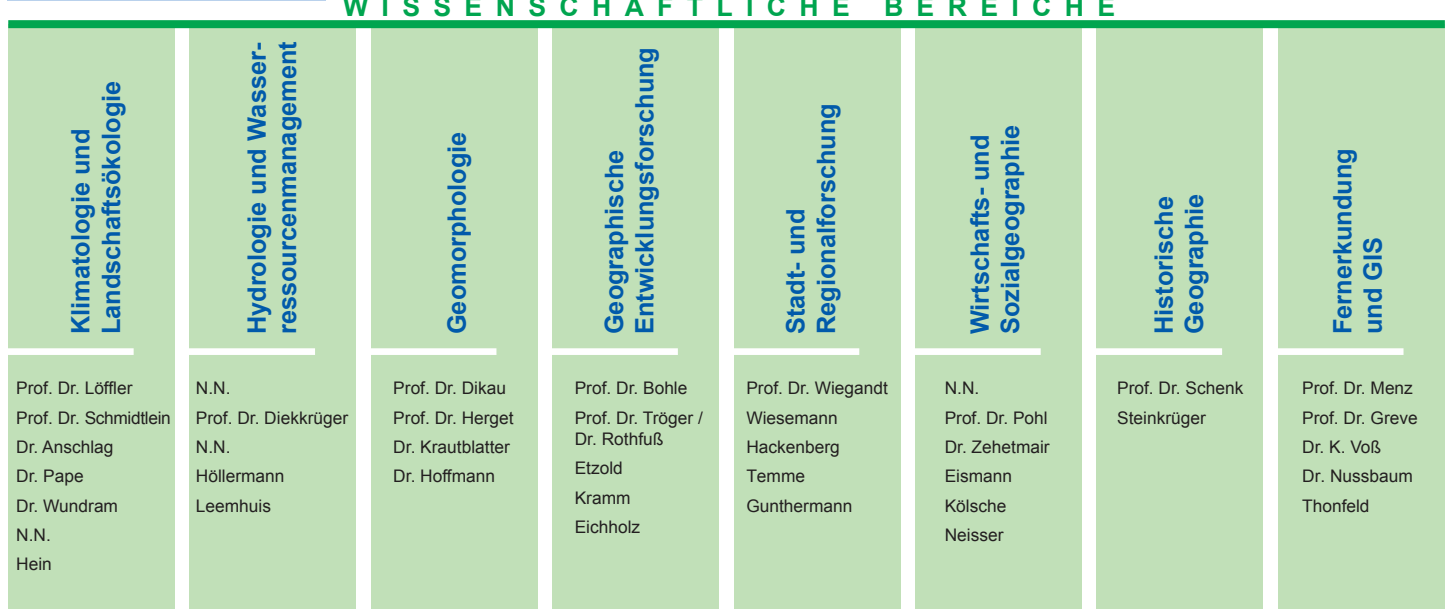 WISSENSCHAFTLICHE BEREICHE
Klimatologie und
Landschaftsökologie
Prof. Dr. Löffler
Prof. Dr. Schmidtlein
Dr. Anschlag
Dr. Pape
Dr. Wundram
N.N.
Hein
Hydrologie und Wasser-
ressourcenmanagement
N.N.
Prof. Dr. Diekkrüger
N.N.
Höllermann
Leemhuis
Geomorphologie
Prof. Dr. Dikau
Prof. Dr. Herget
Dr. Krautblatter
Dr. Hoffmann
Geographische
Entwicklungsforschung
Prof. Dr. Bohle
Prof. Dr. Tröger /
Dr. Rothfuß
Etzold
Kramm
Eichholz
Stadt- und
Regionalforschung
Prof. Dr. Wiegandt
Wiesemann
Hackenberg
Temme
Gunthermann
Wirtschafts- und
Sozialgeographie
N.N.
Prof. Dr. Pohl
Dr. Zehetmair
Eismann
Kölsche
Neisser
Historische
Geographie
Prof. Dr. Schenk
Steinkrüger
Fernerkundung
und GIS
Prof. Dr. Menz
Prof. Dr. Greve
Dr. K. Voß
Dr. Nussbaum
Thonfeld